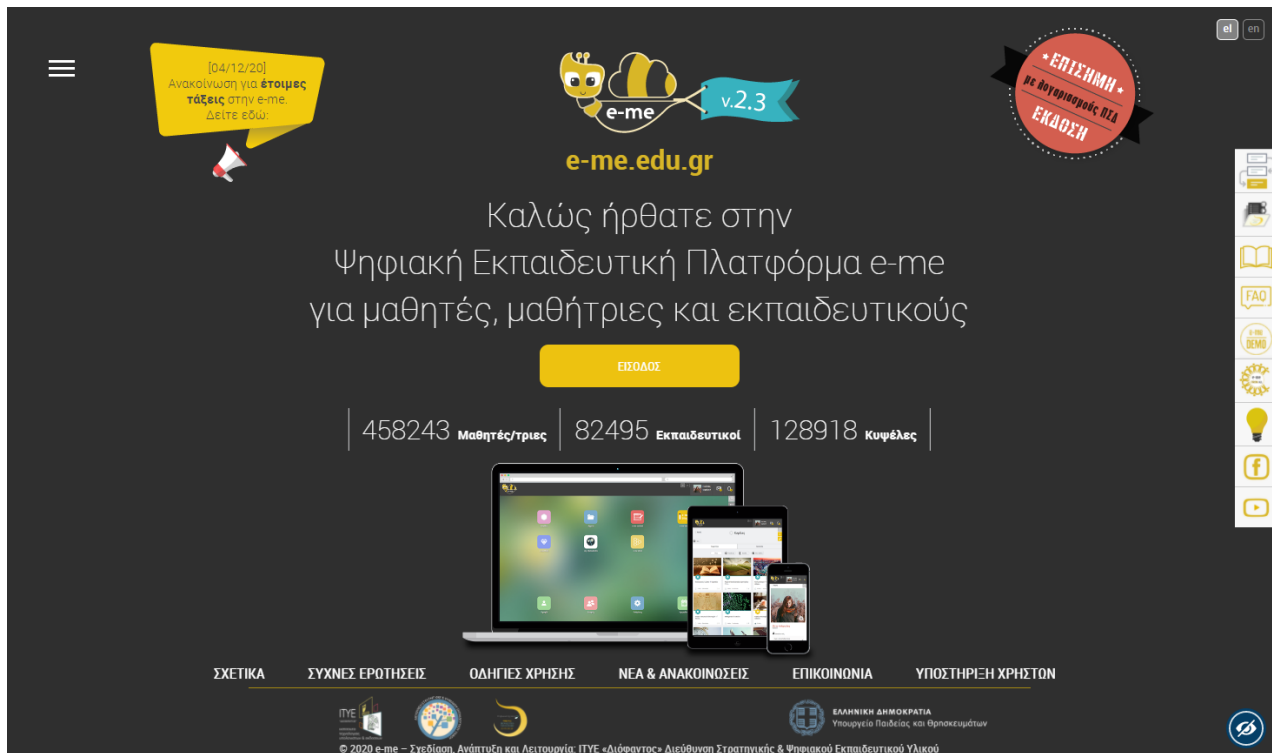 el
en
[04/12/20]
Ανακοίνωση για έτοιμες
τάξεις στην e-me.
Δείτε εδώ:
e-me
v.2.3
e-me.edu.gr
ΕΠΙΣΗΜΗ
με λογαριασμούς ΠΣΔ
ΕΚΔΟΣΗ
Καλώς ήρθατε στην
Ψηφιακή Εκπαιδευτική Πλατφόρμα e-me
για μαθητές, μαθήτριες και εκπαιδευτικούς
ΕΙΣΟΔΟΣ
458243 Μαθητές/τριες
82495 Εκπαιδευτικοί
128918 Κυψέλες
FAQ
e-me
DEMO
ΣΧΕΤΙΚΑ
ΣΥΧΝΕΣ ΕΡΩΤΗΣΕΙΣ
ΟΔΗΓΙΕΣ ΧΡΗΣΗΣ
ΝΕΑ & ΑΝΑΚΟΙΝΩΣΕΙΣ
ΕΠΙΚΟΙΝΩΝΙΑ
ΥΠΟΣΤΗΡΙΞΗ ΧΡΗΣΤΩΝ
ΙΤΥΕ
ΕΛΛΗΝΙΚΗ ΔΗΜΟΚΡΑΤΙΑ
Υπουργείο Παιδείας και Θρησκευμάτων
© 2020 e-me – Σχεδίαση, Ανάπτυξη και Λειτουργία: ΙΤΥΕ «Διόφαντος» Διεύθυνση Στρατηγικής & Ψηφιακού Εκπαιδευτικού Υλικού